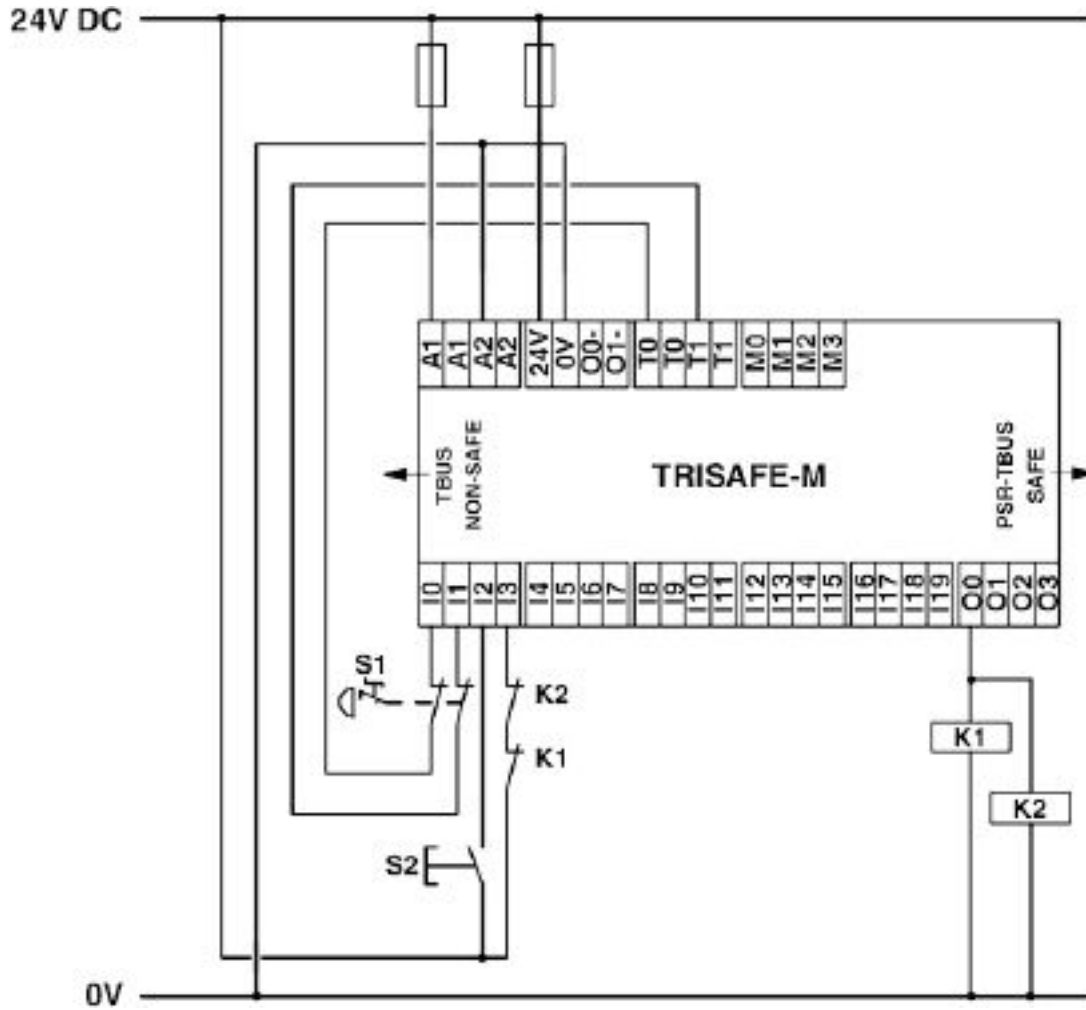 24V DC
A1 A1 A2 A2 24V 0V O0- O1- T0 T0 T1 T1 M0 M1 M2 M3
TBUS
NON-SAFE
TRISAFE-M
PSR-TBUS
SAFE
I0 I1 I2 I3 I4 I5 I6 I7 I8 I9 I10 I11 I12 I13 I14 I15 I16 I17 I18 I19 O0 O1 O2 O3
S1
K2
K1
K1
K2
S2
0V